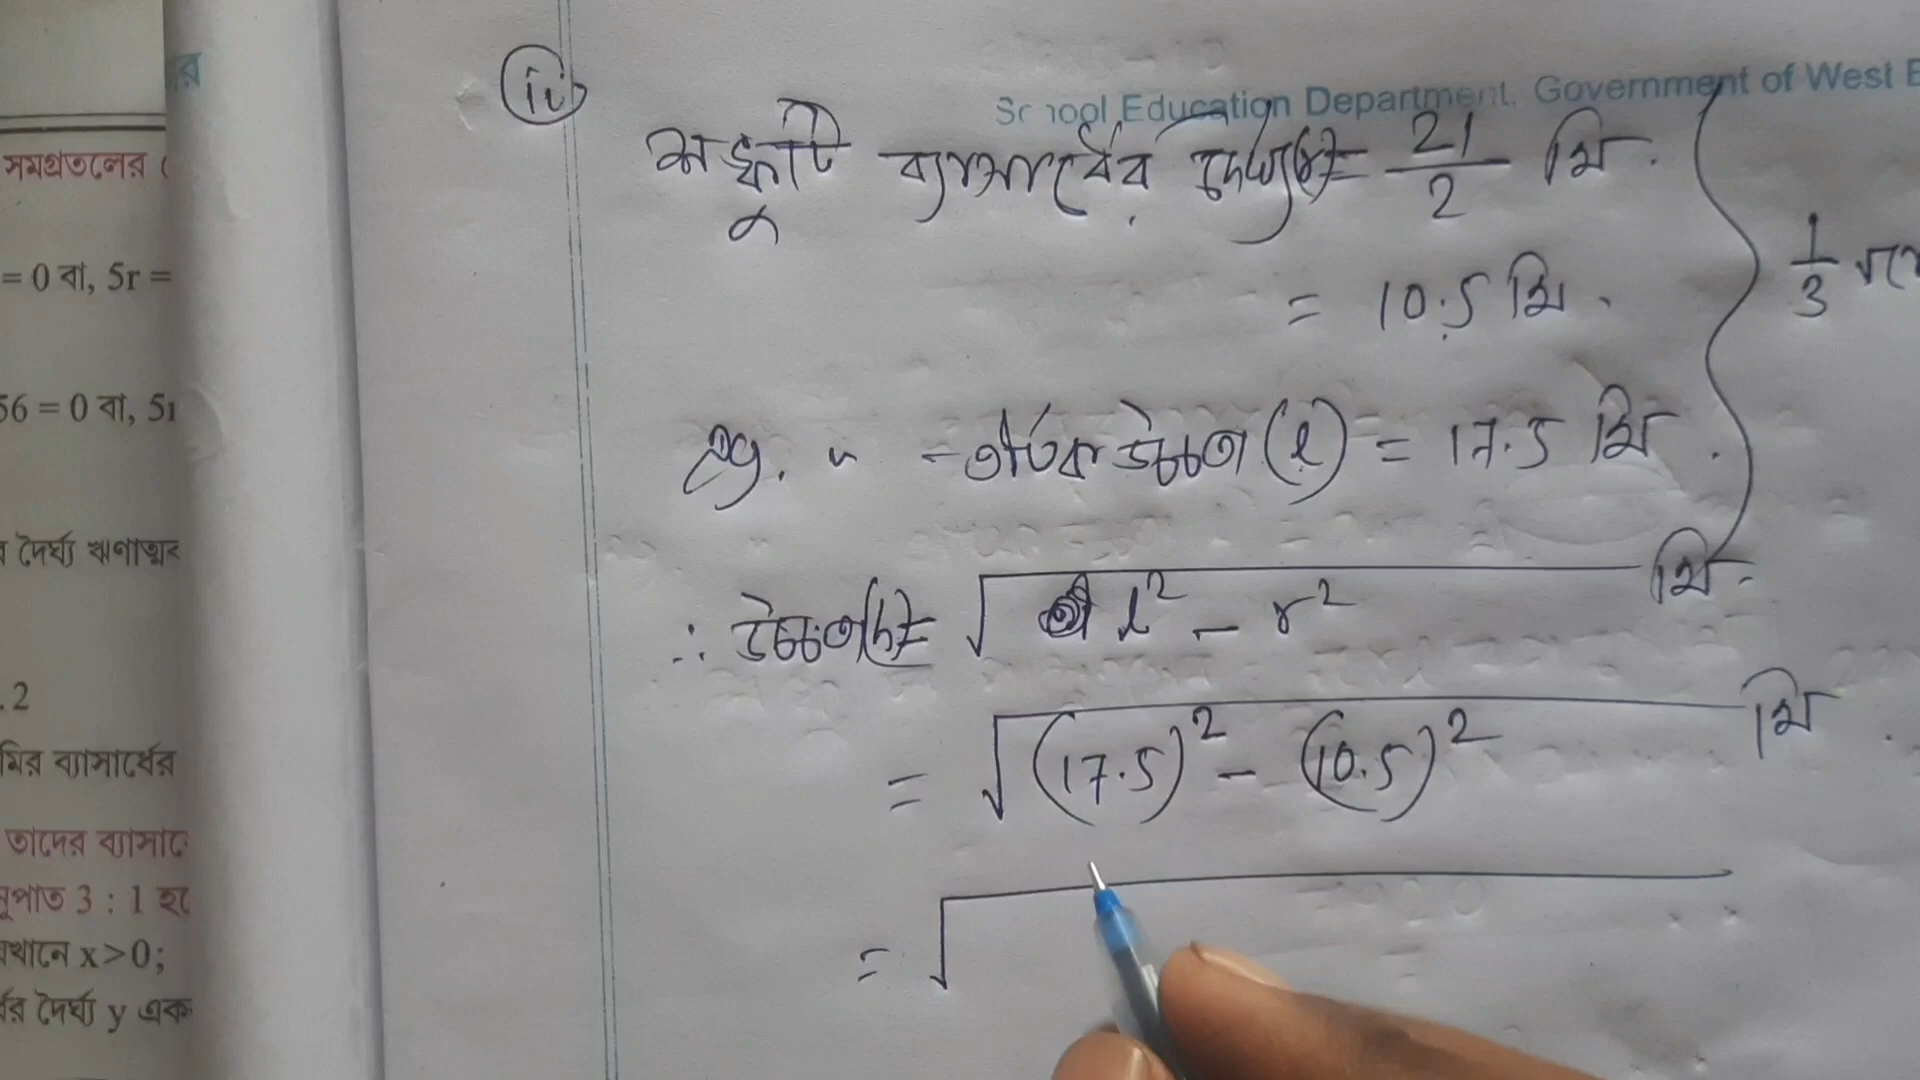 র
সমগ্রতলের (
= 0 বা, 5r =
56 = 0 বা, 5r
দৈর্ঘ্য ঋণাত্মক
.2
মির ব্যাসার্ধের
তাদের ব্যাসার্ধে
নুপাত 3 : 1 হে
যেখানে x>0;
র্ধের দৈর্ঘ্য y একক
School Education Department, Government of West B
(ii)
শঙ্কুটি ব্যাসার্ধের দৈর্ঘ্য(r)= 21/2 মি.
= 10.5 মি.
1/3
" তির্যক উচ্চতা (l) = 17.5 মি.
∴ উচ্চতা(h)= √ l² – r² মি.
= √(17.5)² – (10.5)² মি.
= √